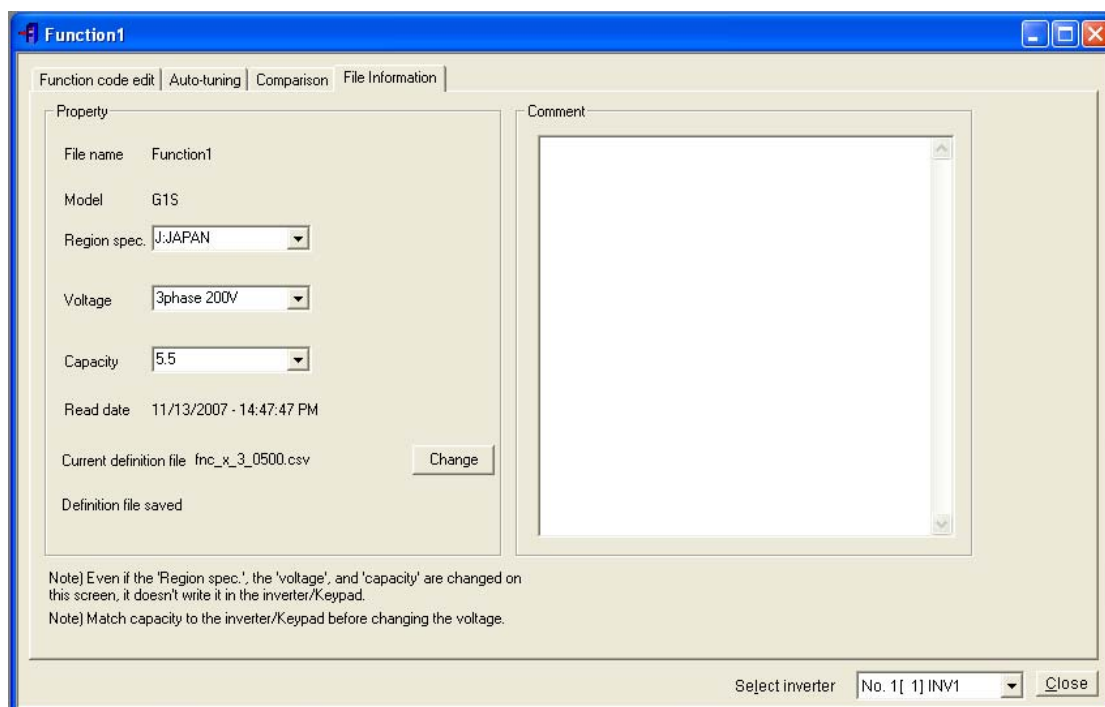 Function1
Function code edit Auto-tuning Comparison File Information
Property
File name Function1
Model G1S
Region spec. J:JAPAN
Voltage 3phase 200V
Capacity 5.5
Read date 11/13/2007 - 14:47:47 PM
Current definition file fnc_x_3_0500.csv Change
Definition file saved
Comment
Note) Even if the 'Region spec.', the 'voltage', and 'capacity' are changed on
this screen, it doesn't write it in the inverter/Keypad.
Note) Match capacity to the inverter/Keypad before changing the voltage.
Select inverter No. 1[ 1] INV1 Close